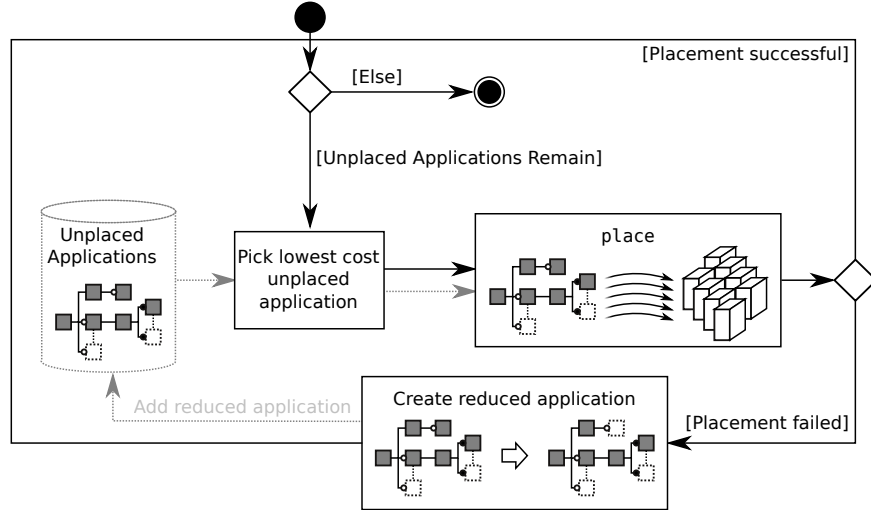 [Placement successful]
[Else]
[Unplaced Applications Remain]
Unplaced
Applications
Pick lowest cost
unplaced
application
place
Create reduced application
Add reduced application
[Placement failed]